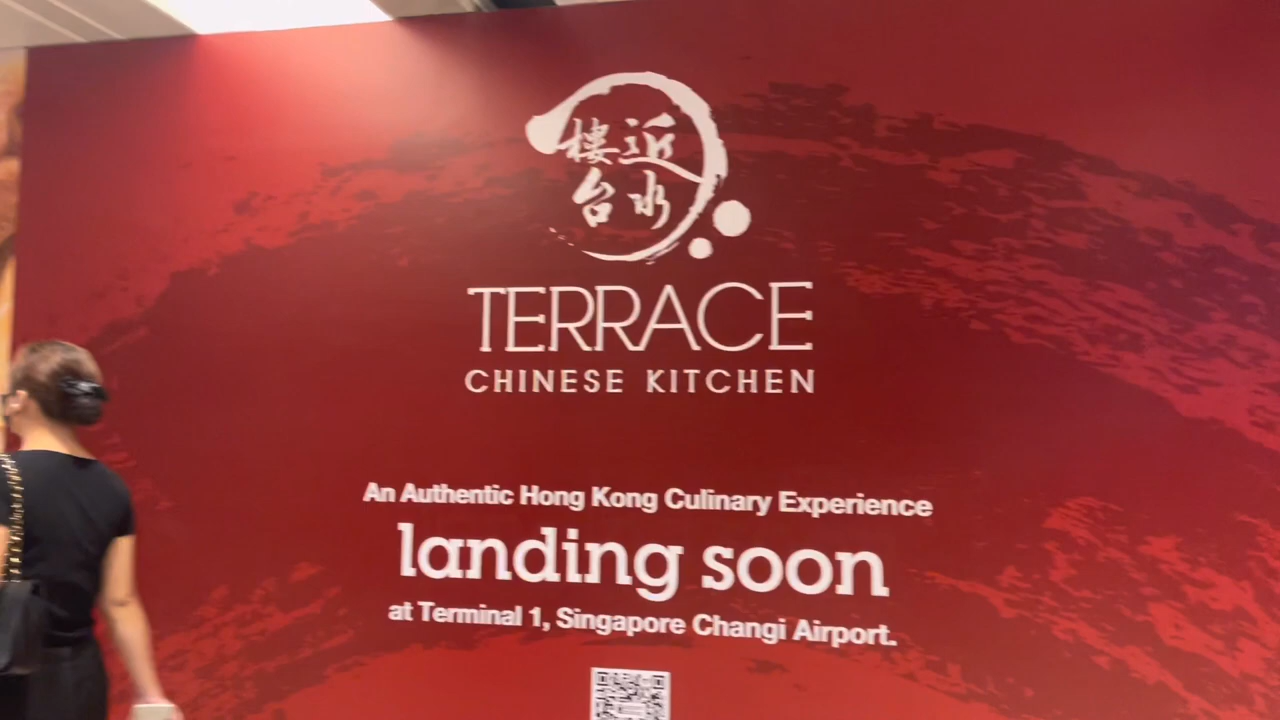 近水
樓台
TERRACE
CHINESE KITCHEN
An Authentic Hong Kong Culinary Experience
landing soon
at Terminal 1, Singapore Changi Airport.